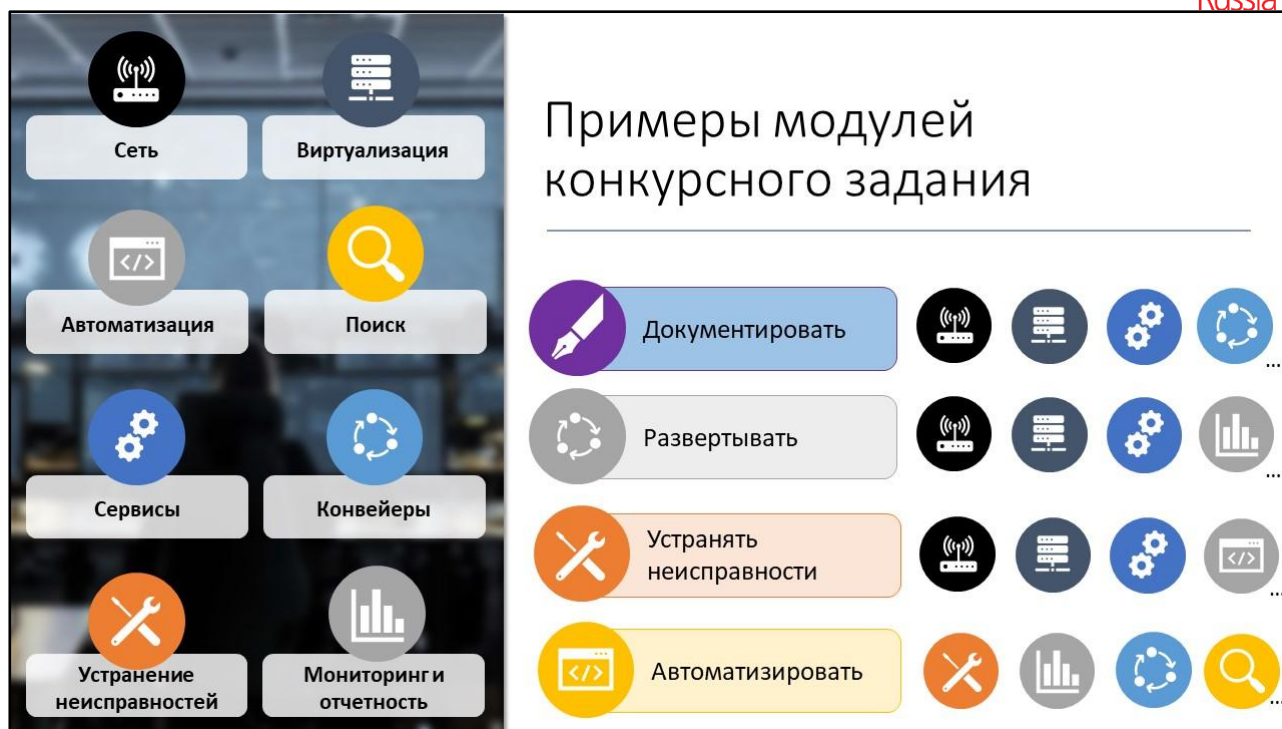 Russia
Сеть
Виртуализация
Автоматизация
Поиск
Сервисы
Конвейеры
Устранение
неисправностей
Мониторинг и
отчетность
Примеры модулей
конкурсного задания
Документировать
...
Развертывать
...
Устранять
неисправности
...
Автоматизировать
...